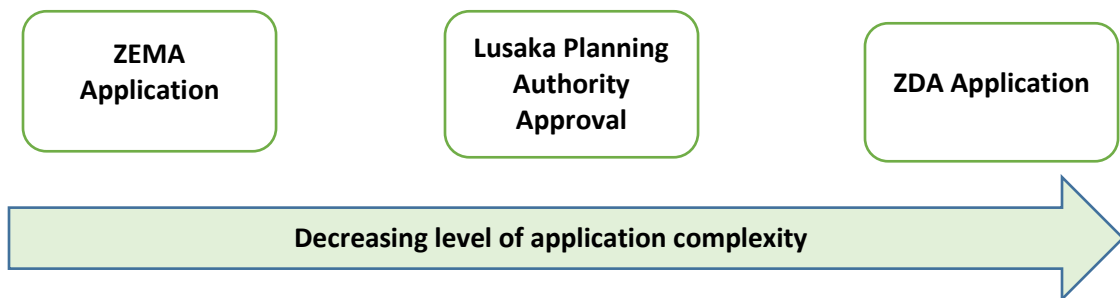 ZEMA
Application
Lusaka Planning
Authority
Approval
ZDA Application
Decreasing level of application complexity